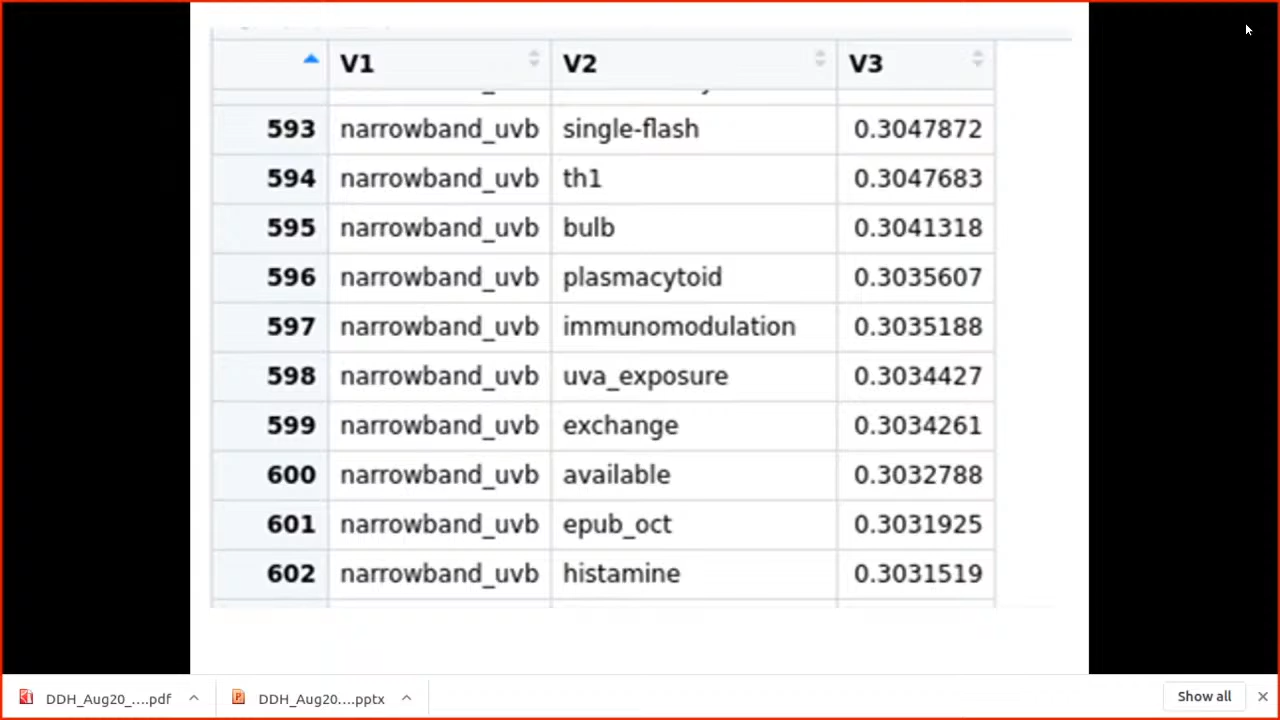 V1 V2 V3
593 narrowband_uvb single-flash 0.3047872
594 narrowband_uvb th1 0.3047683
595 narrowband_uvb bulb 0.3041318
596 narrowband_uvb plasmacytoid 0.3035607
597 narrowband_uvb immunomodulation 0.3035188
598 narrowband_uvb uva_exposure 0.3034427
599 narrowband_uvb exchange 0.3034261
600 narrowband_uvb available 0.3032788
601 narrowband_uvb epub_oct 0.3031925
602 narrowband_uvb histamine 0.3031519
DDH_Aug20_....pdf DDH_Aug20....pptx Show all